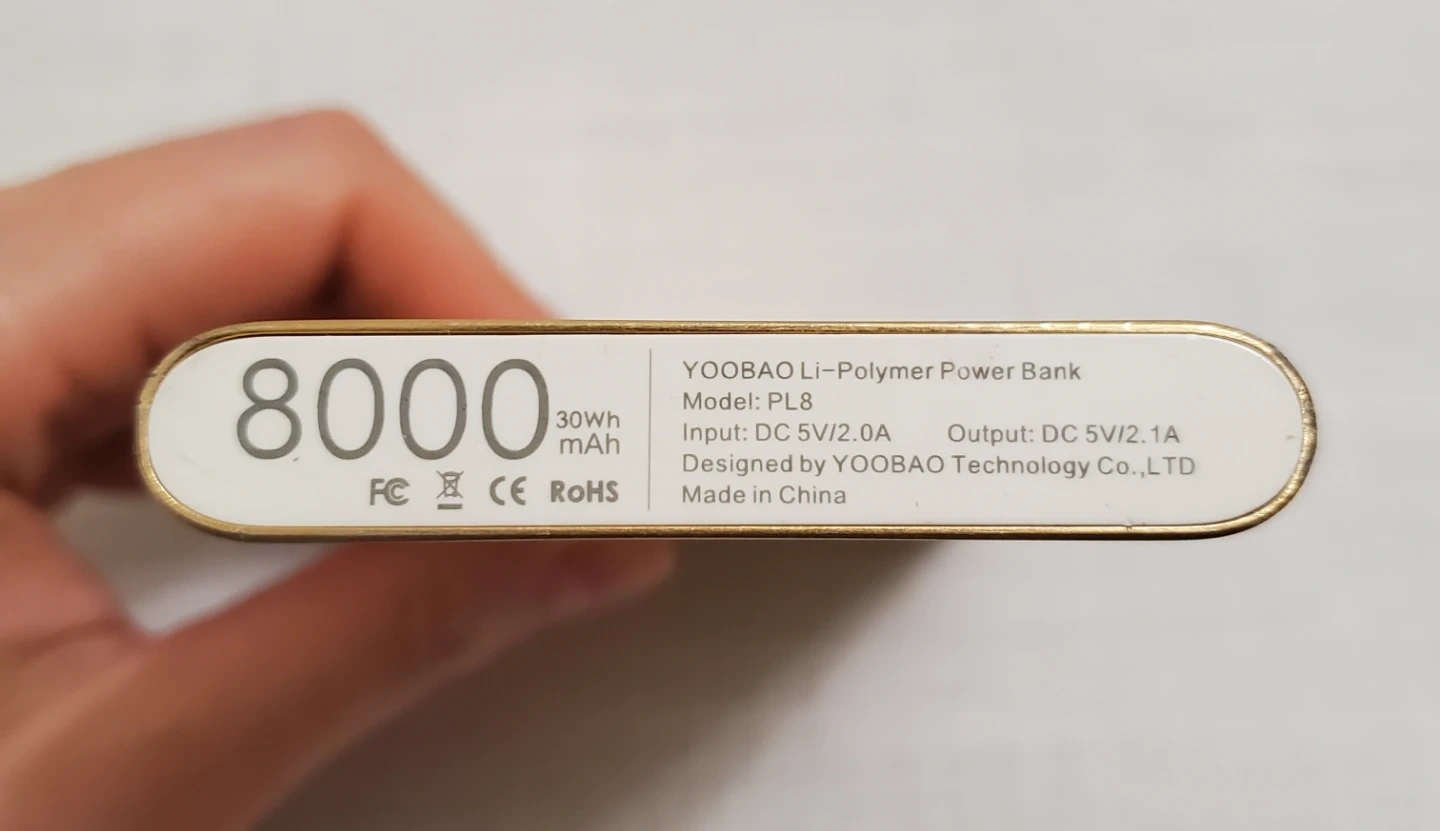 8000 30Wh mAh
FC CE RoHS
YOOBAO Li-Polymer Power Bank
Model: PL8
Input: DC 5V/2.0A Output: DC 5V/2.1A
Designed by YOOBAO Technology Co.,LTD
Made in China